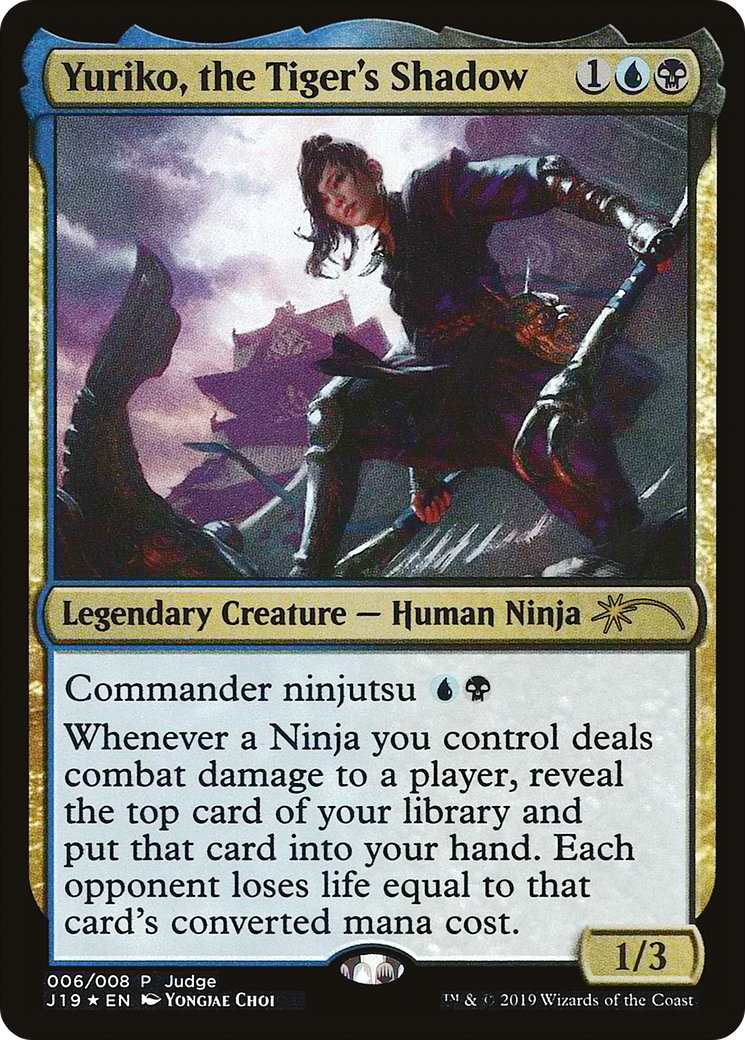 Yuriko, the Tiger's Shadow 1
Legendary Creature — Human Ninja
Commander ninjutsu
Whenever a Ninja you control deals
combat damage to a player, reveal
the top card of your library and
put that card into your hand. Each
opponent loses life equal to that
card's converted mana cost.
1/3
006/008 P Judge
J19 ★ EN Yongjae Choi
™ & © 2019 Wizards of the Coast